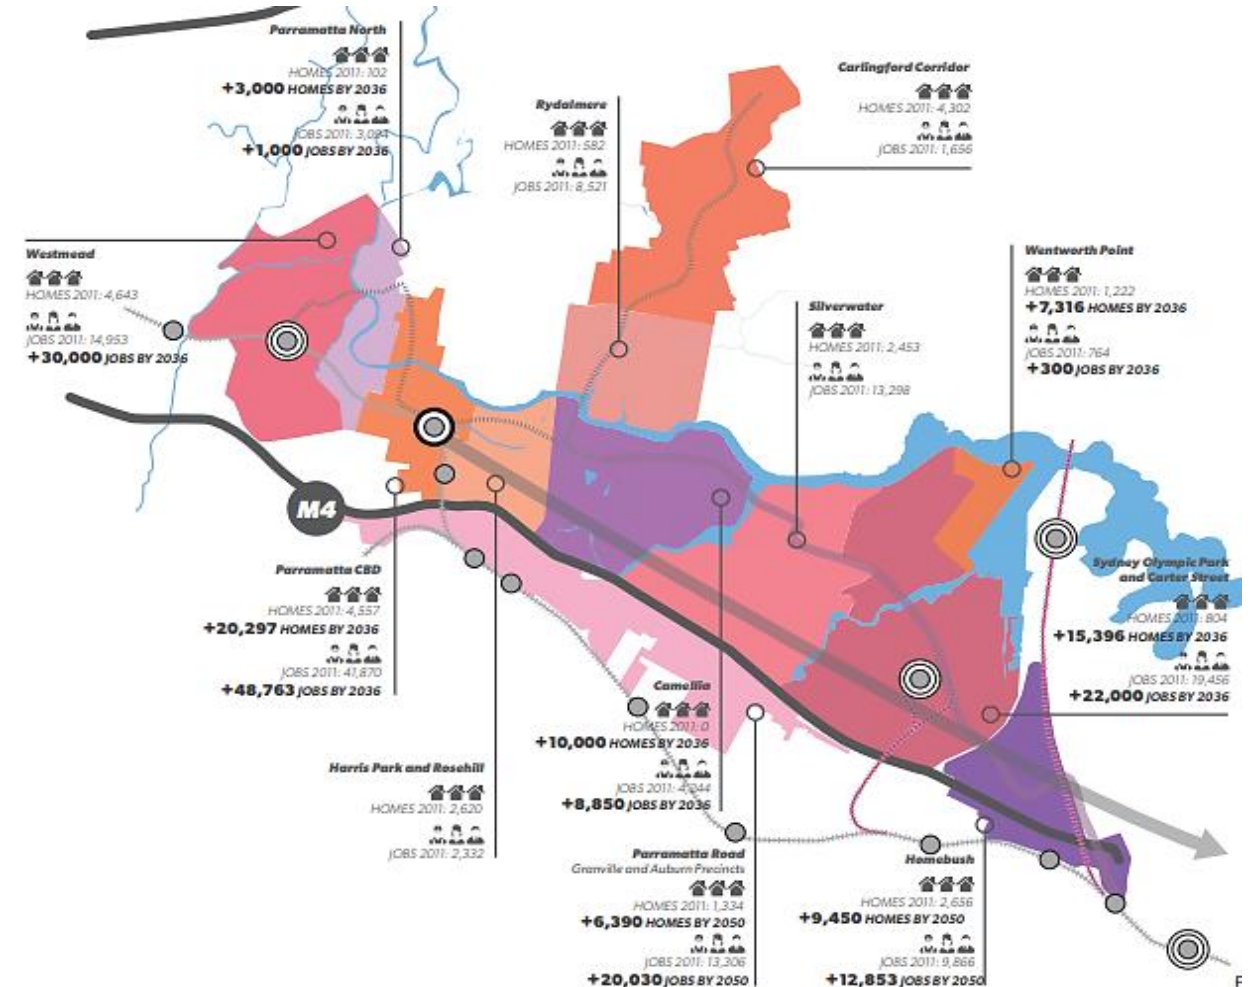 Parramatta North
HOMES 2011: 102
+3,000 HOMES BY 2036
JOBS 2011: 3,094
+1,000 JOBS BY 2036
Carlingford Corridor
HOMES 2011: 4,302
JOBS 2011: 1,656
Rydalmere
HOMES 2011: 582
JOBS 2011: 8,521
Westmead
HOMES 2011: 4,643
JOBS 2011: 14,953
+30,000 JOBS BY 2036
Wentworth Point
HOMES 2011: 1,222
+7,316 HOMES BY 2036
JOBS 2011: 764
+300 JOBS BY 2036
Silverwater
HOMES 2011: 2,453
JOBS 2011: 13,298
M4
Parramatta CBD
HOMES 2011: 4,557
+20,297 HOMES BY 2036
JOBS 2011: 41,870
+48,763 JOBS BY 2036
Sydney Olympic Park
and Carter Street
HOMES 2011: 804
+15,396 HOMES BY 2036
JOBS 2011: 19,456
+22,000 JOBS BY 2036
Camellia
HOMES 2011: 0
+10,000 HOMES BY 2036
JOBS 2011:
+8,850 JOBS BY 2036
Harris Park and Rosehill
HOMES 2011: 2,620
JOBS 2011: 2,332
Parramatta Road
Granville and Auburn Precincts
HOMES 2011: 1,334
+6,390 HOMES BY 2050
JOBS 2011: 13,306
+20,030 JOBS BY 2050
Homebush
HOMES 2011: 2,656
+9,450 HOMES BY 2050
JOBS 2011: 9,866
+12,853 JOBS BY 2050